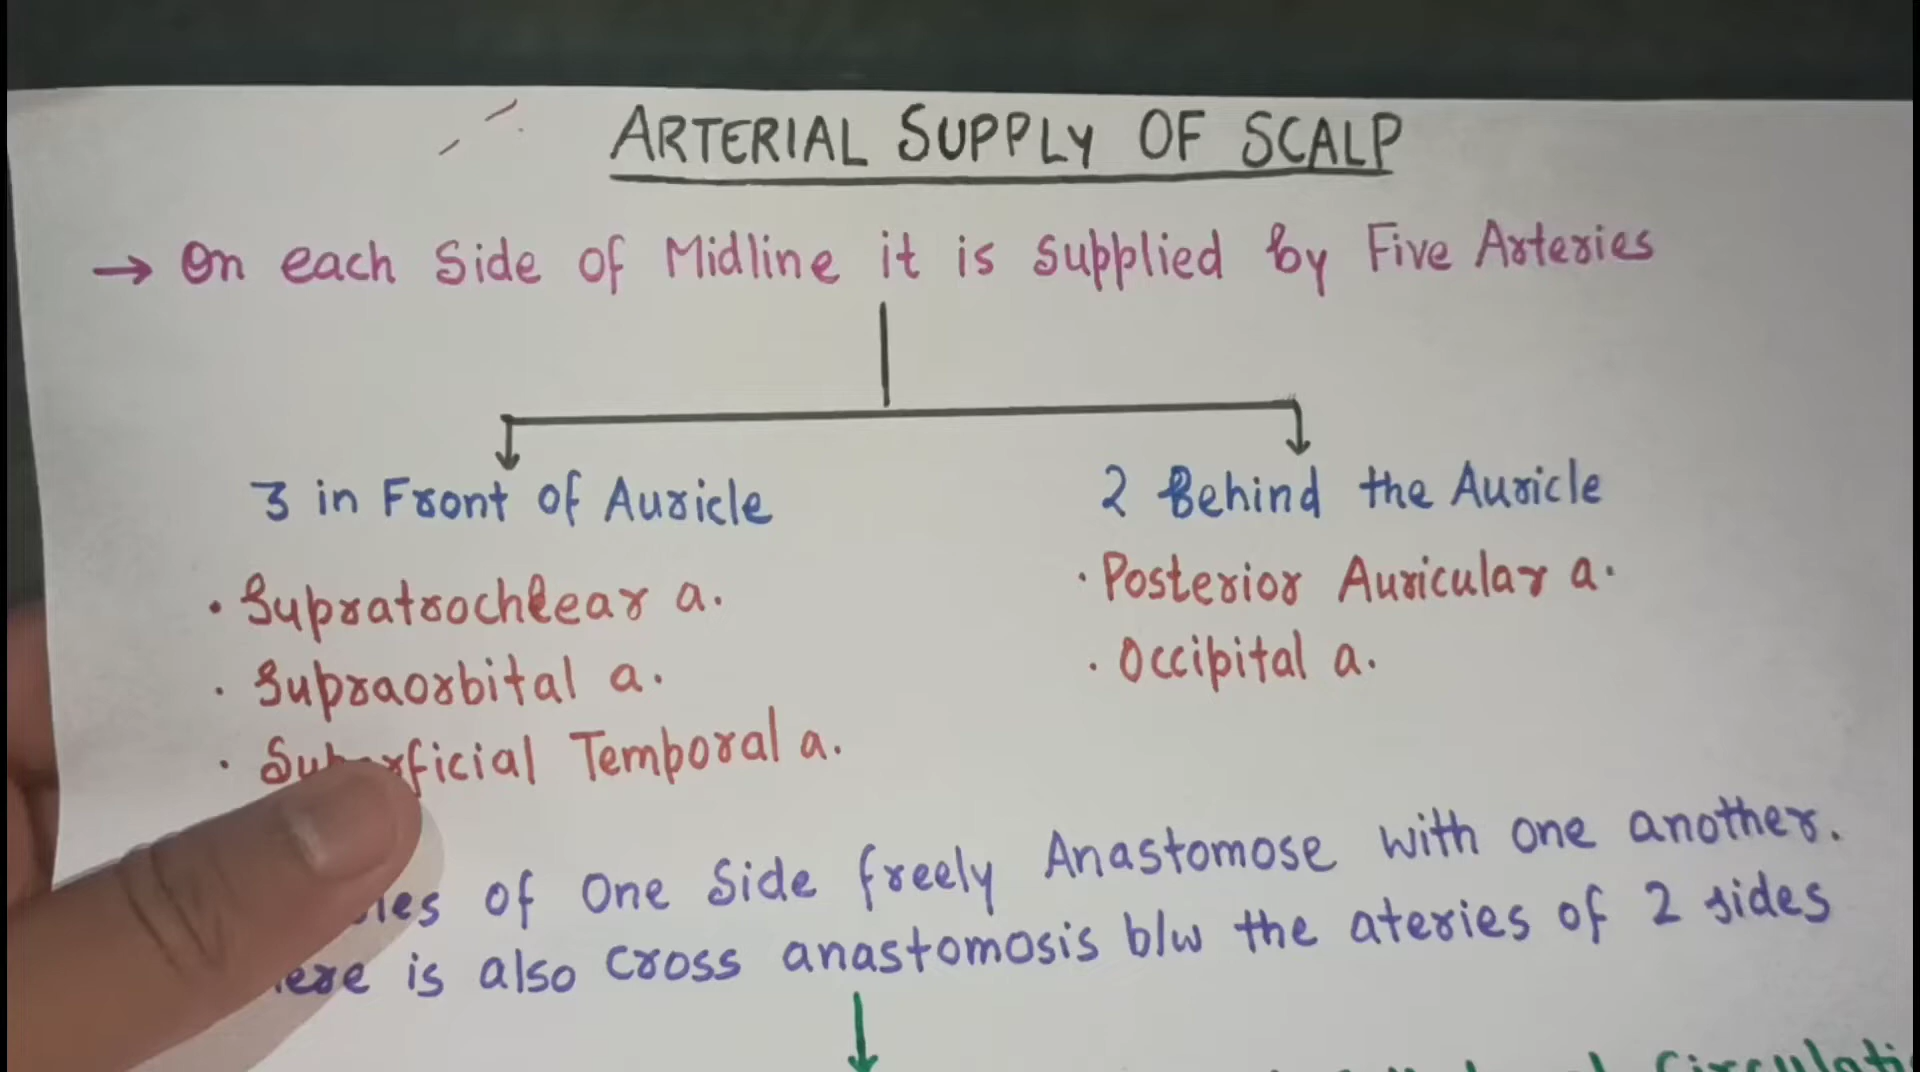 ARTERIAL SUPPLY OF SCALP
→ On each Side of Midline it is supplied by Five Arteries
3 in Front of Auricle
2 Behind the Auricle
· Supratrochlear a.
· Posterior Auricular a.
· Supraorbital a.
· Occipital a.
· Superficial Temporal a.
of One Side freely Anastomose with one another.
is also cross anastomosis b/w the ateries of 2 sides